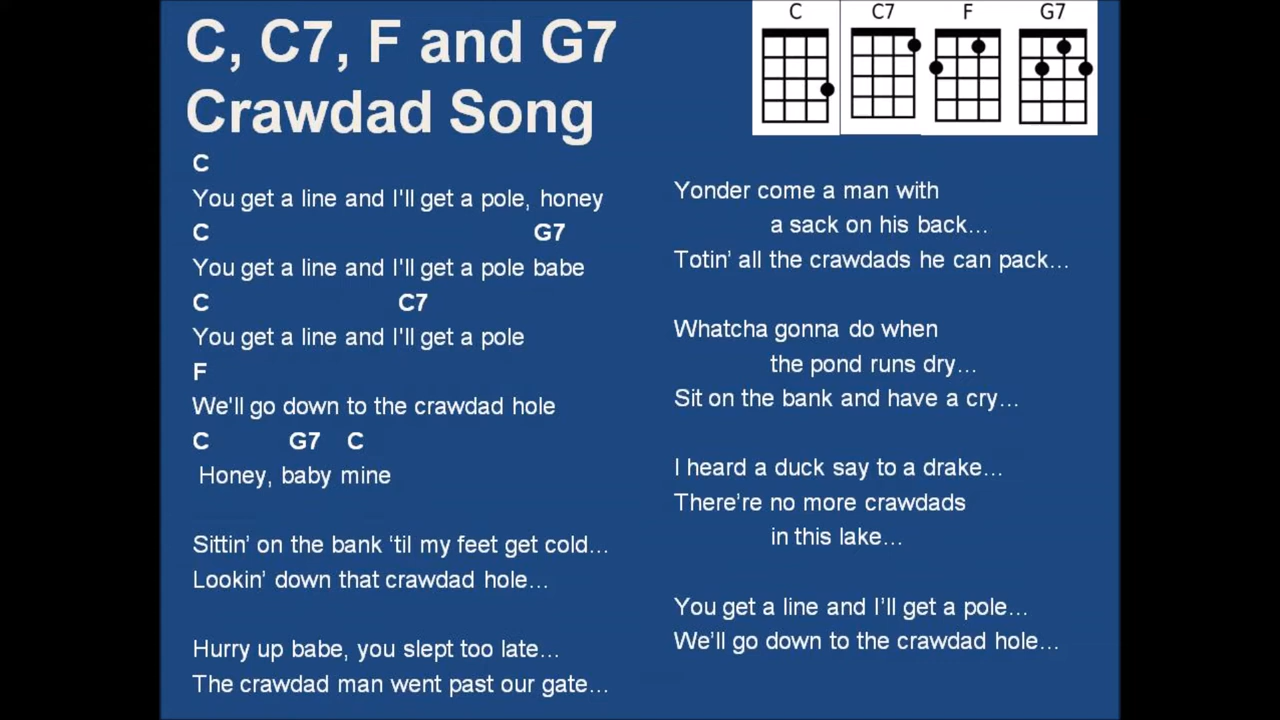 C, C7, F and G7
Crawdad Song
C C7 F G7
C
You get a line and I'll get a pole, honey
C G7
You get a line and I'll get a pole babe
C C7
You get a line and I'll get a pole
F
We'll go down to the crawdad hole
C G7 C
Honey, baby mine
Sittin' on the bank ‘til my feet get cold...
Lookin' down that crawdad hole...
Hurry up babe, you slept too late...
The crawdad man went past our gate...
Yonder come a man with
a sack on his back...
Totin' all the crawdads he can pack...
Whatcha gonna do when
the pond runs dry...
Sit on the bank and have a cry...
I heard a duck say to a drake...
There're no more crawdads
in this lake...
You get a line and I'll get a pole...
We'll go down to the crawdad hole...